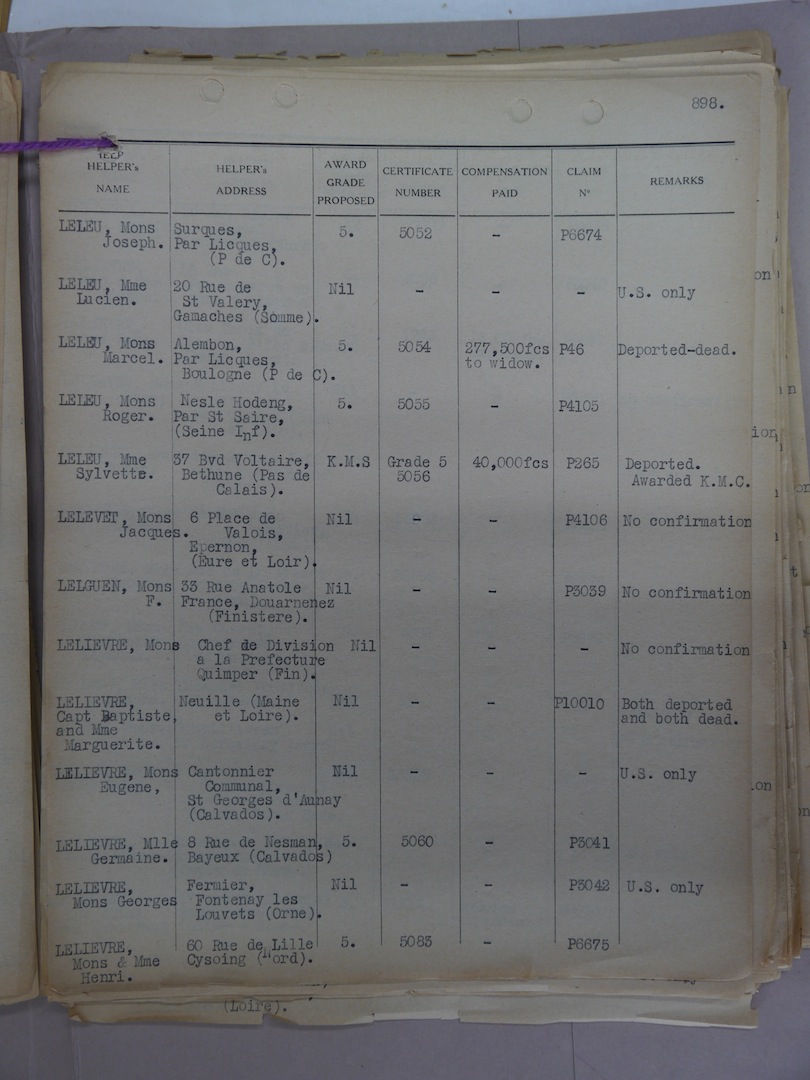 898.
HELPER's NAME
HELPER's ADDRESS
AWARD GRADE PROPOSED
CERTIFICATE NUMBER
COMPENSATION PAID
CLAIM Nº
REMARKS
LELEU, Mons Surques, 5. 5052 - P6674
Joseph. Par Licques,
(P de C).
LELEU, Mme 20 Rue de Nil - - - U.S. only
Lucien. St Valery,
Gamaches (Somme).
LELEU, Mons Alembon, 5. 5054 277,500fcs P46 Deported-dead.
Marcel. Par Licques, to widow.
Boulogne (P de C).
LELEU, Mons Nesle Hodeng, 5. 5055 - P4105
Roger. Par St Saire,
(Seine Inf).
LELEU, Mme 37 Bvd Voltaire, K.M.S Grade 5 40,000fcs P265 Deported.
Sylvette. Bethune (Pas de 5056 Awarded K.M.C.
Calais).
LELEVET, Mons 6 Place de Nil - - P4106 No confirmation
Jacques. Valois,
Epernon,
(Eure et Loir).
LELGUEN, Mons 33 Rue Anatole Nil - - P3039 No confirmation
F. France, Douarnenez
(Finistere).
LELIEVRE, Mons Chef de Division Nil - - - No confirmation
a la Prefecture
Quimper (Fin).
LELIEVRE, Neuille (Maine Nil - - P10010 Both deported
Capt Baptiste, et Loire). and both dead.
and Mme
Marguerite.
LELIEVRE, Mons Cantonnier Nil - - - U.S. only
Eugene, Communal,
St Georges d'Aunay
(Calvados).
LELIEVRE, Mlle 8 Rue de Nesman, 5. 5060 - P3041
Germaine. Bayeux (Calvados)
LELIEVRE, Fermier, Nil - - P3042 U.S. only
Mons Georges Fontenay les
Louvets (Orne).
LELIEVRE, 60 Rue de Lille 5. 5083 - P6675
Mons & Mme Cysoing (Nord).
Henri.
(Loire).